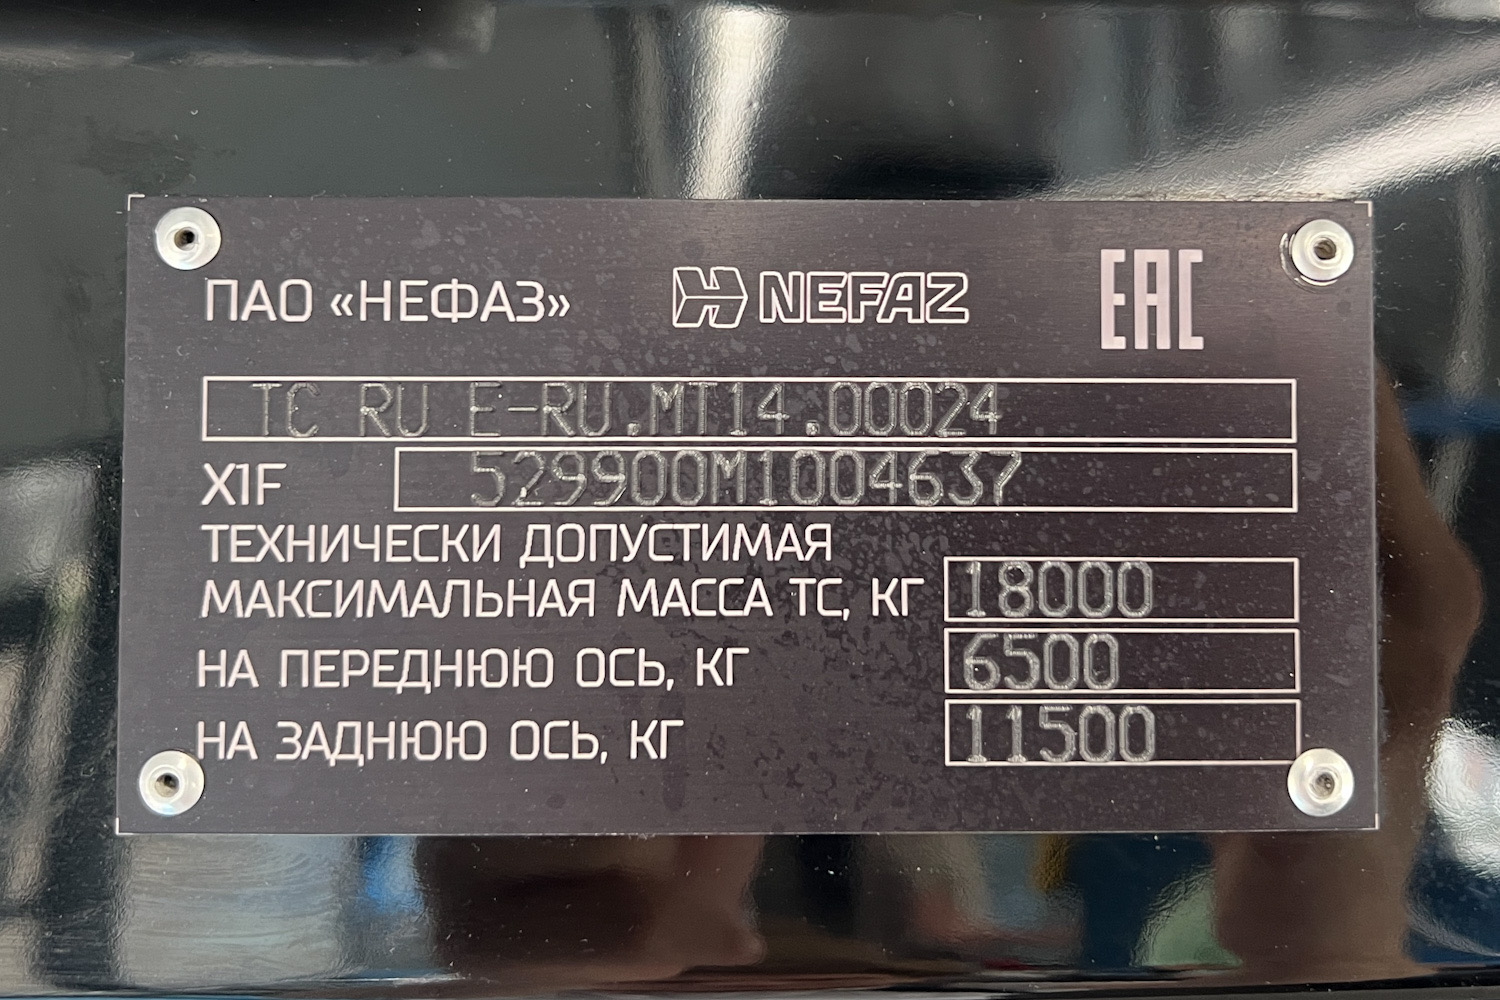 ПАО «НЕФАЗ» NEFAZ EAC
TC RU E-RU.MT14.00024
X1F 529900M1004637
ТЕХНИЧЕСКИ ДОПУСТИМАЯ
МАКСИМАЛЬНАЯ МАССА ТС, КГ 18000
НА ПЕРЕДНЮЮ ОСЬ, КГ 6500
НА ЗАДНЮЮ ОСЬ, КГ 11500